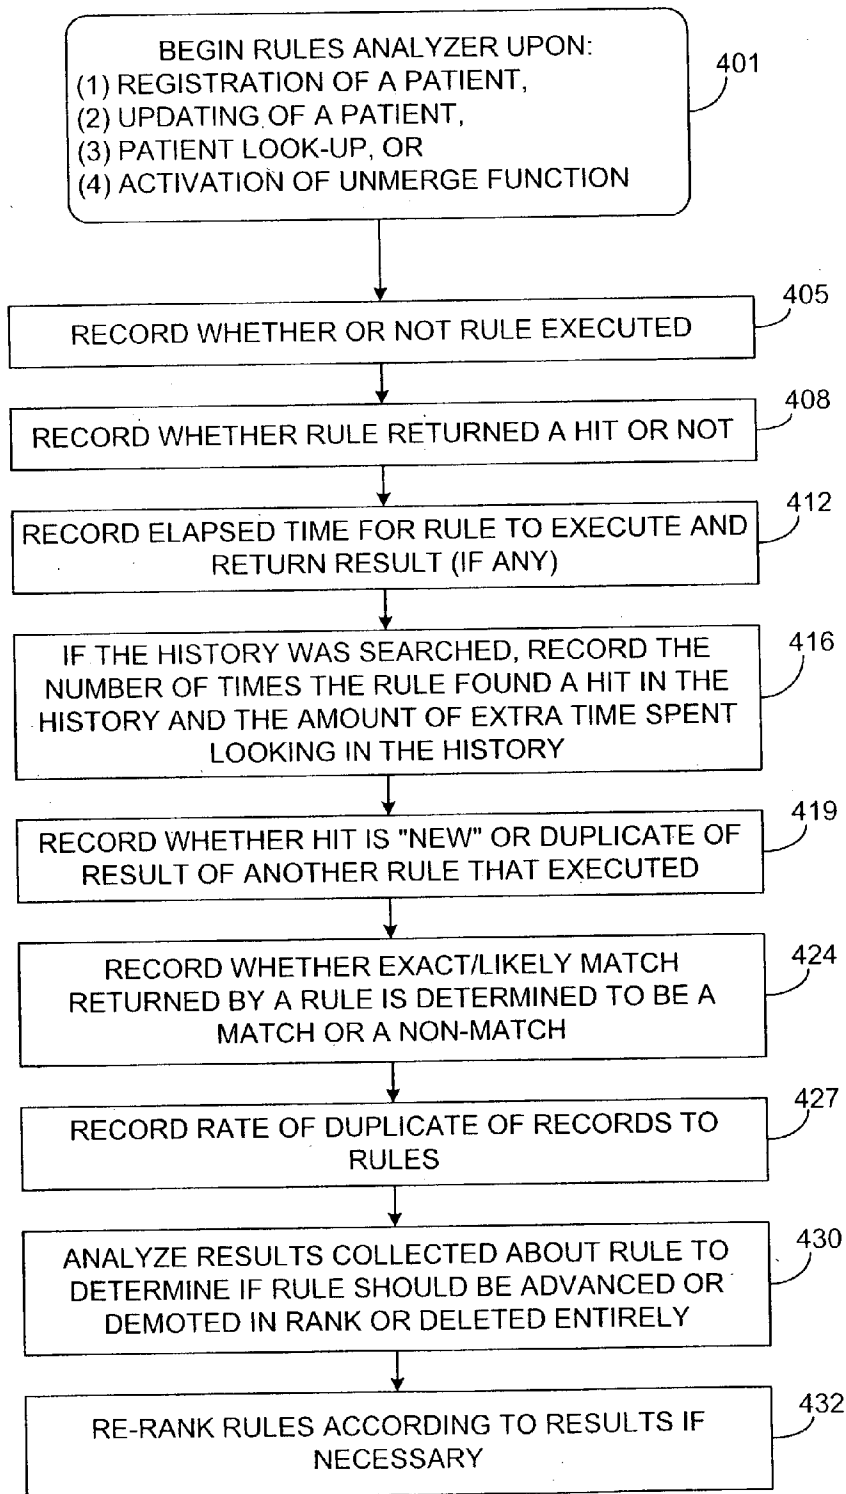 BEGIN RULES ANALYZER UPON:
(1) REGISTRATION OF A PATIENT,
(2) UPDATING OF A PATIENT,
(3) PATIENT LOOK-UP, OR
(4) ACTIVATION OF UNMERGE FUNCTION
401
RECORD WHETHER OR NOT RULE EXECUTED
405
RECORD WHETHER RULE RETURNED A HIT OR NOT
408
RECORD ELAPSED TIME FOR RULE TO EXECUTE AND
RETURN RESULT (IF ANY)
412
IF THE HISTORY WAS SEARCHED, RECORD THE
NUMBER OF TIMES THE RULE FOUND A HIT IN THE
HISTORY AND THE AMOUNT OF EXTRA TIME SPENT
LOOKING IN THE HISTORY
416
RECORD WHETHER HIT IS "NEW" OR DUPLICATE OF
RESULT OF ANOTHER RULE THAT EXECUTED
419
RECORD WHETHER EXACT/LIKELY MATCH
RETURNED BY A RULE IS DETERMINED TO BE A
MATCH OR A NON-MATCH
424
RECORD RATE OF DUPLICATE OF RECORDS TO
RULES
427
ANALYZE RESULTS COLLECTED ABOUT RULE TO
DETERMINE IF RULE SHOULD BE ADVANCED OR
DEMOTED IN RANK OR DELETED ENTIRELY
430
RE-RANK RULES ACCORDING TO RESULTS IF
NECESSARY
432